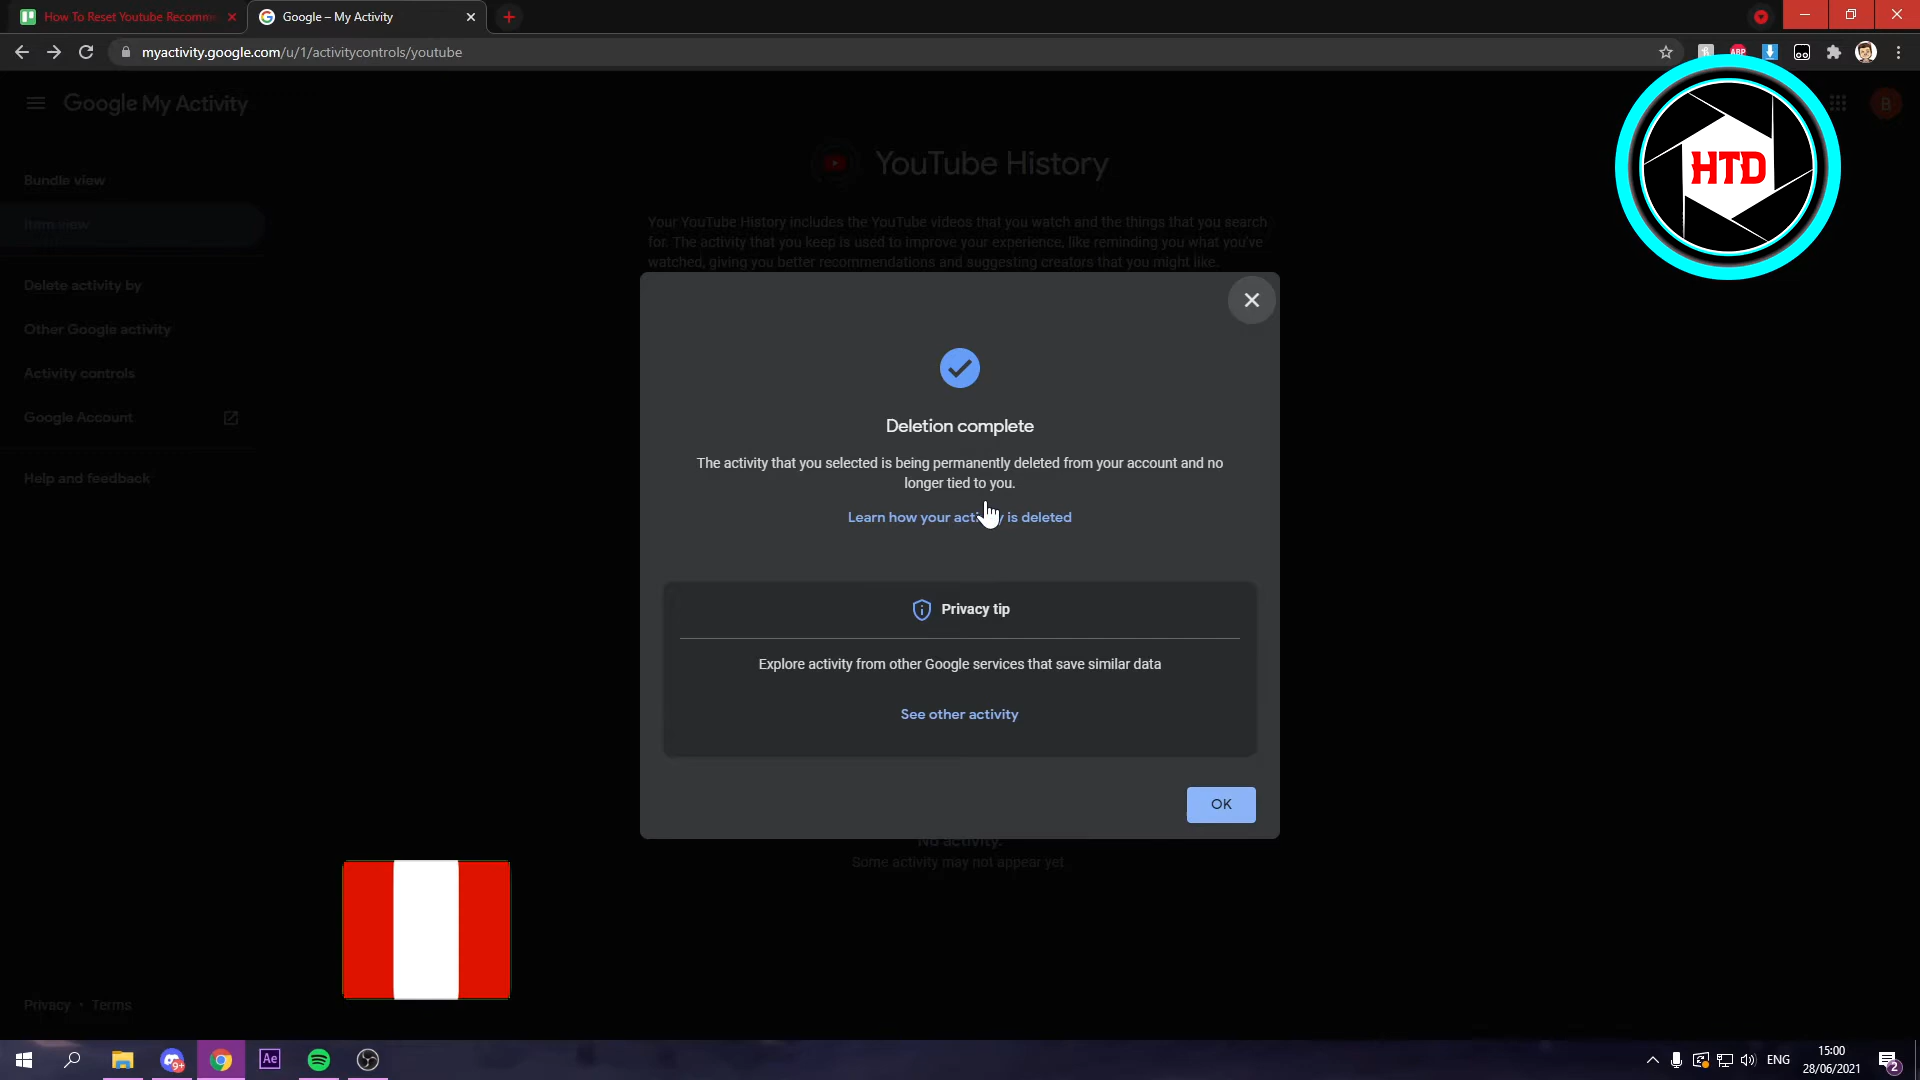 How To Reset Youtube Recomm
Google – My Activity
myactivity.google.com/u/1/activitycontrols/youtube
ABP
Google My Activity
B
HTD
YouTube History
Bundle view
Item view
Your YouTube History includes the YouTube videos that you watch and the things that you search
for. The activity that you keep is used to improve your experience, like reminding you what you've
watched, giving you better recommendations and suggesting creators that you might like.
Delete activity by
Other Google activity
Activity controls
Google Account
Help and feedback
Deletion complete
The activity that you selected is being permanently deleted from your account and no
longer tied to you.
Learn how your activity is deleted
Privacy tip
Explore activity from other Google services that save similar data
See other activity
OK
No activity.
Some activity may not appear yet
Privacy • Terms
9+
Ae
ENG
15:00
28/06/2021
2